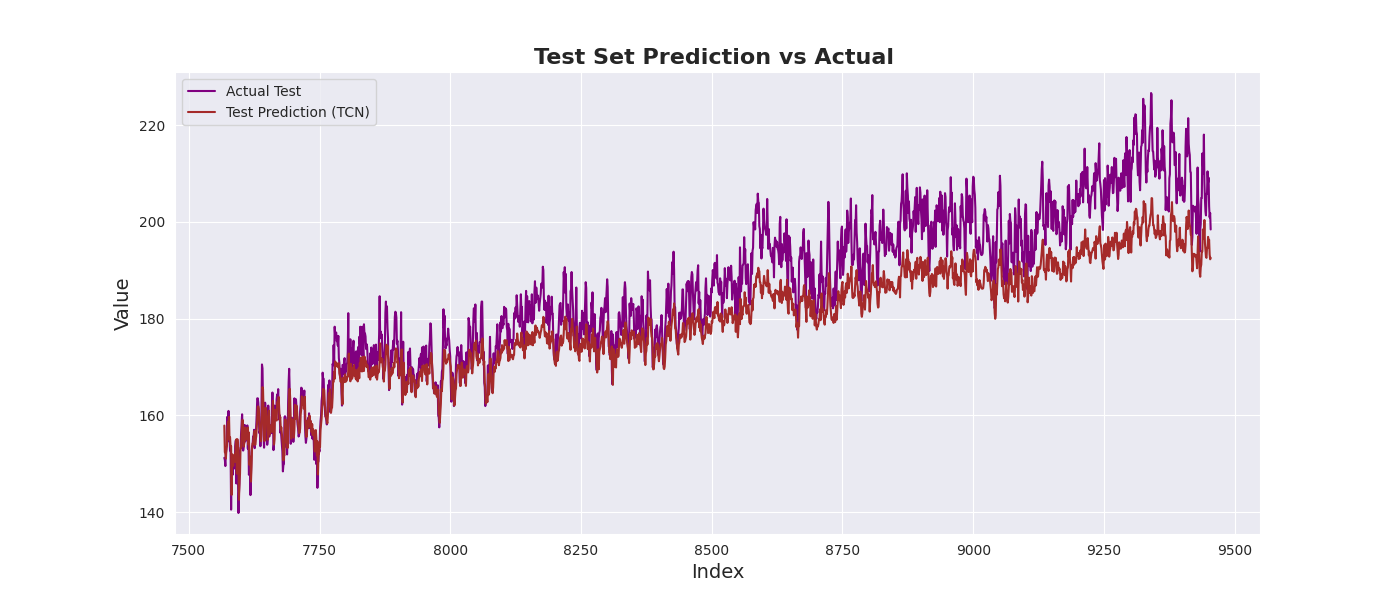 Test Set Prediction vs Actual
Actual Test
Test Prediction (TCN)
Value
220
200
180
160
140
7500 7750 8000 8250 8500 8750 9000 9250 9500
Index